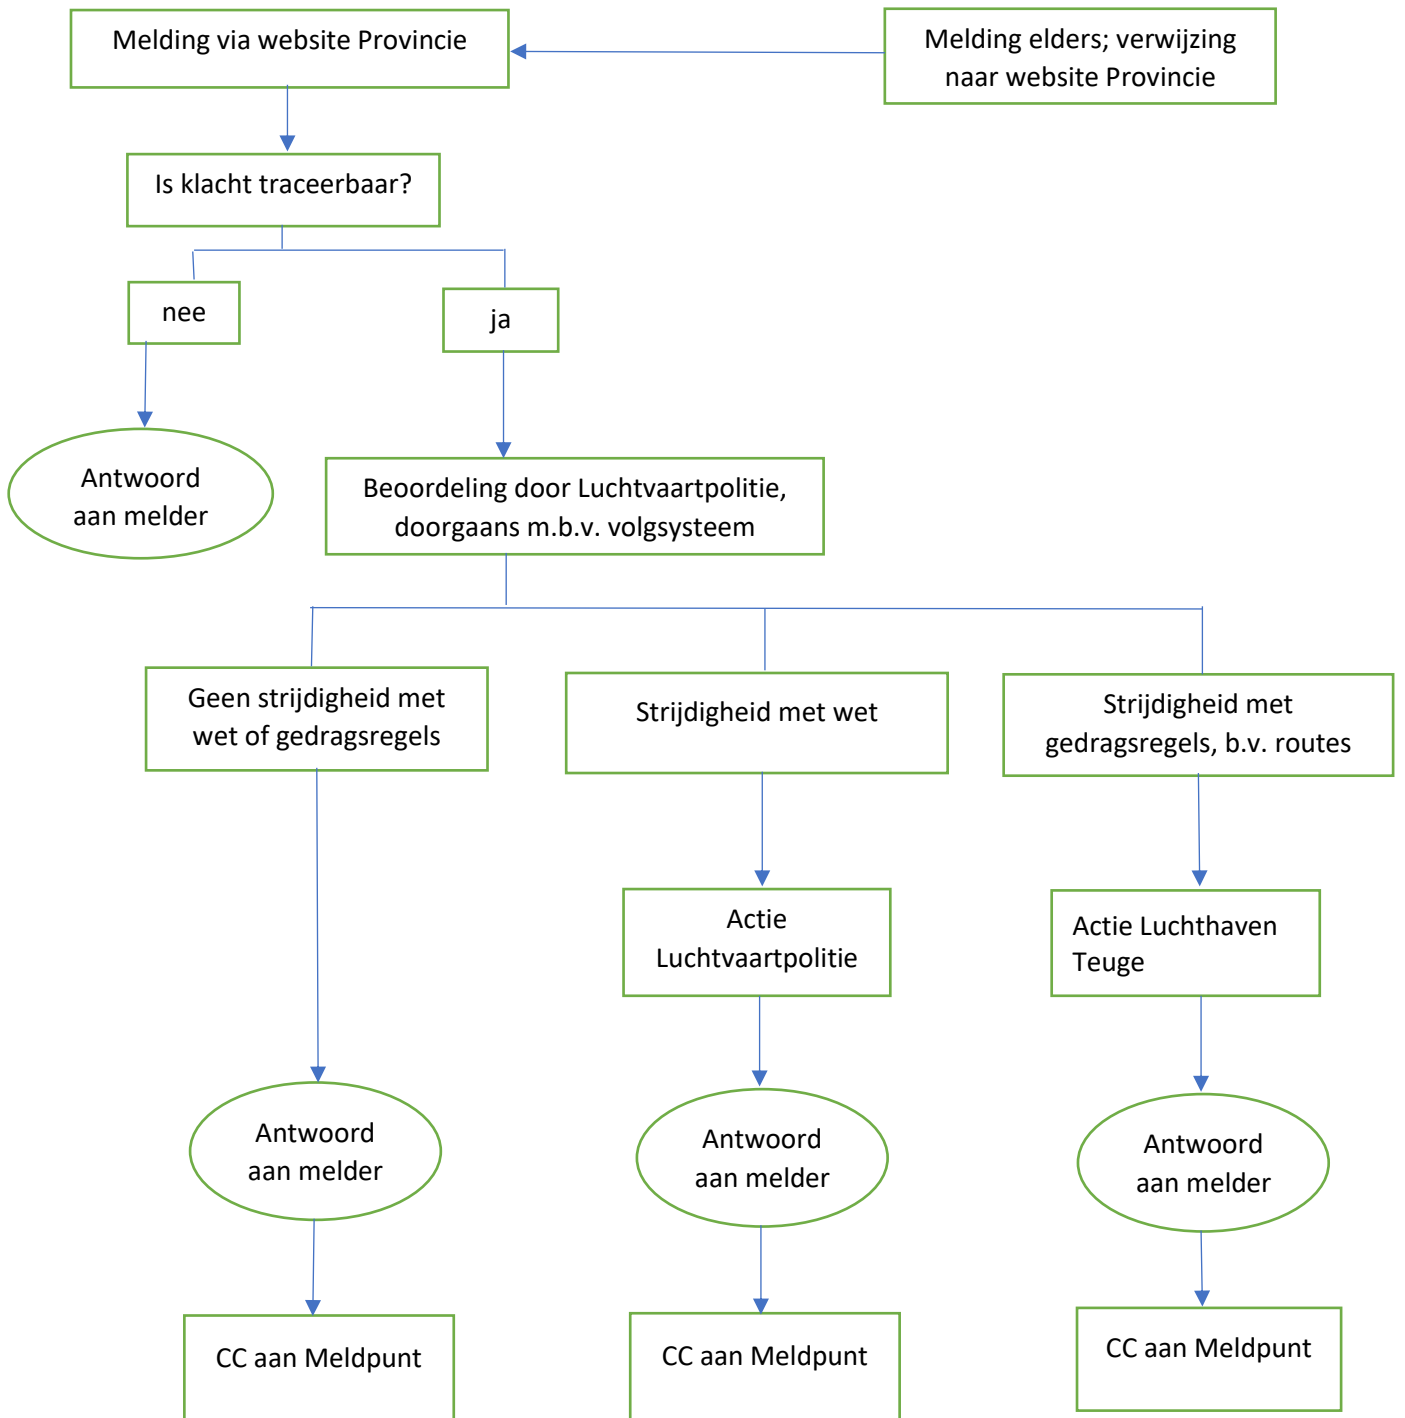 Melding via website Provincie
Melding elders; verwijzing
naar website Provincie
Is klacht traceerbaar?
nee
ja
Antwoord
aan melder
Beoordeling door Luchtvaartpolitie,
doorgaans m.b.v. volgsysteem
Geen strijdigheid met
wet of gedragsregels
Strijdigheid met wet
Strijdigheid met
gedragsregels, b.v. routes
Actie
Luchtvaartpolitie
Actie Luchthaven
Teuge
Antwoord
aan melder
Antwoord
aan melder
Antwoord
aan melder
CC aan Meldpunt
CC aan Meldpunt
CC aan Meldpunt